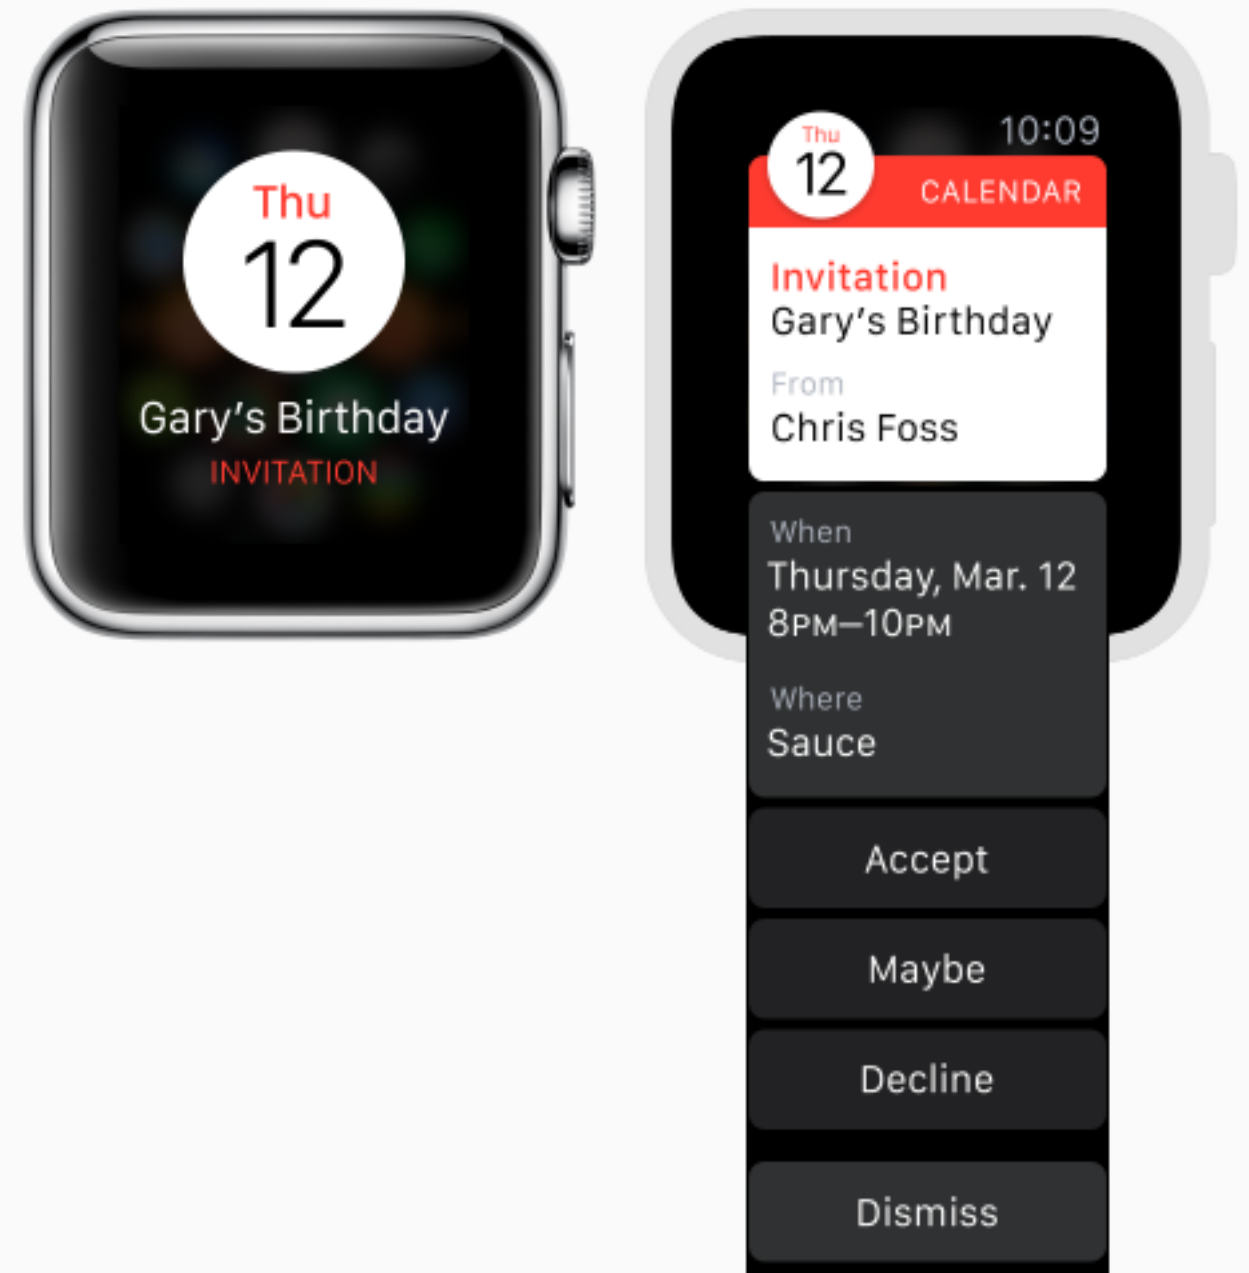 Thu
12
Gary’s Birthday
INVITATION
10:09
Thu
12
CALENDAR
Invitation
Gary’s Birthday
From
Chris Foss
When
Thursday, Mar. 12
8PM–10PM
Where
Sauce
Accept
Maybe
Decline
Dismiss